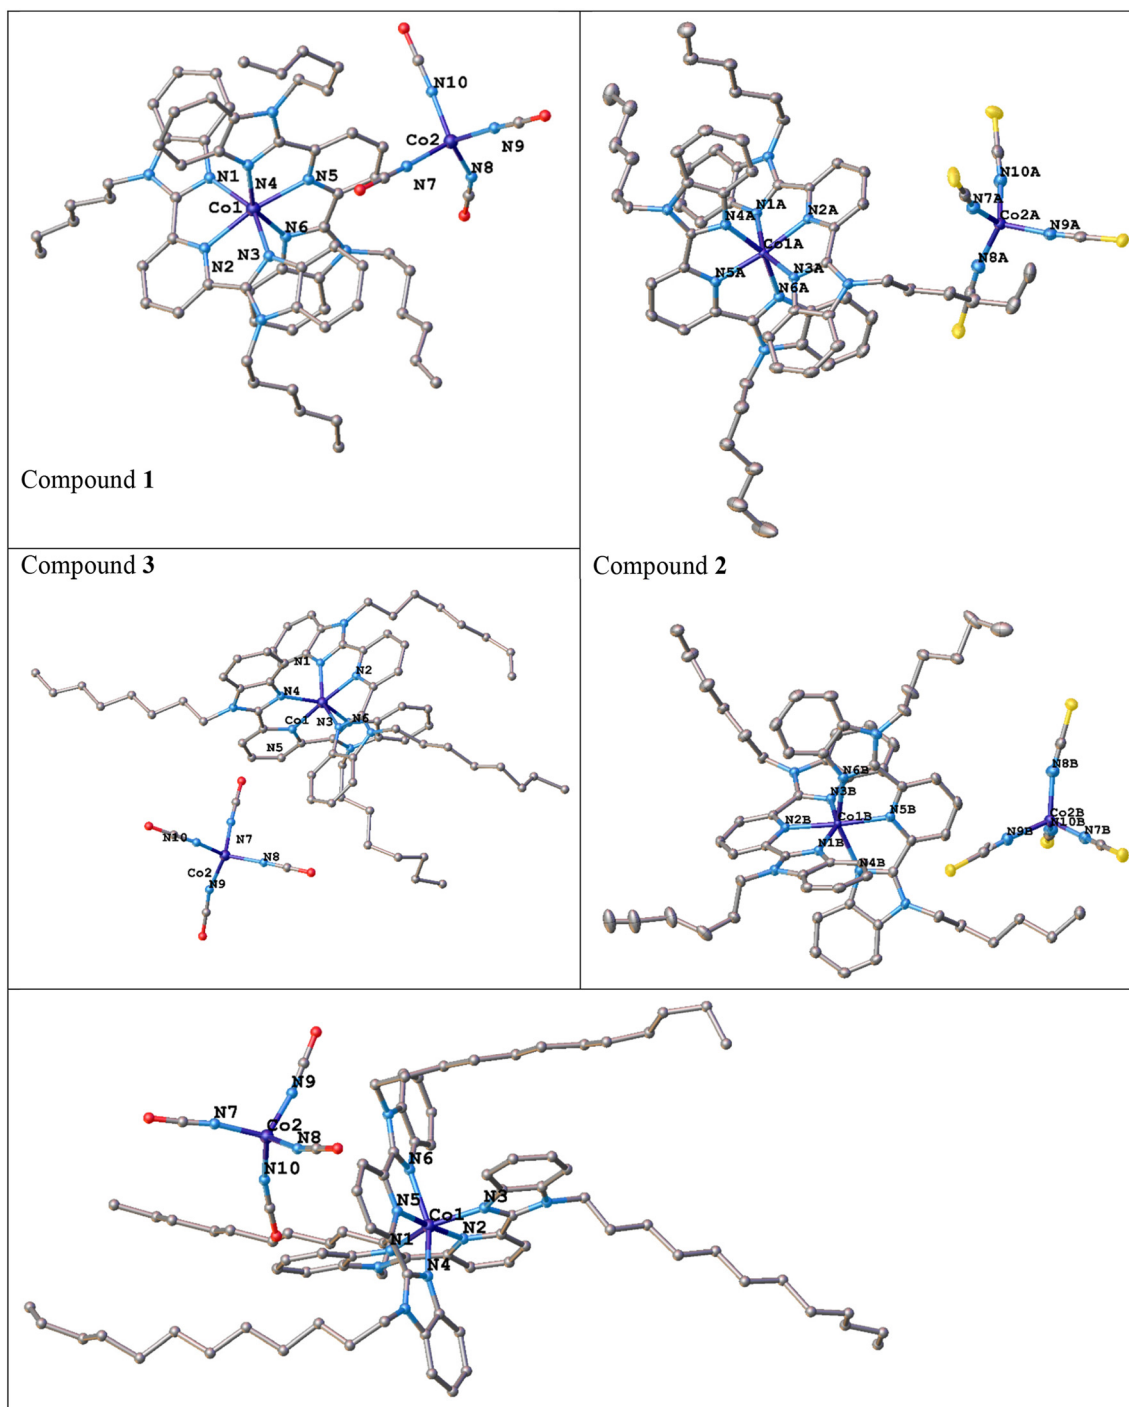 N10
Co2
N9
N1
N4
N5
N7
N8
Co1
N6
N2
N3
Compound 1
N10A
N7A
Co2A
N9A
N1A
N2A
N4A
Co1A
N8A
N5A
N3A
N6A
Compound 3
Compound 2
N1
N2
N4
Co1
N3
N6
N5
N10
N7
N8
Co2
N9
N8B
N6B
N3B
N5B
N2B
Co1B
Co2B
N9B
N10B
N7B
N1B
N4B
N9
N7
Co2
N8
N10
N6
N3
N5
Co1
N2
N1
N4